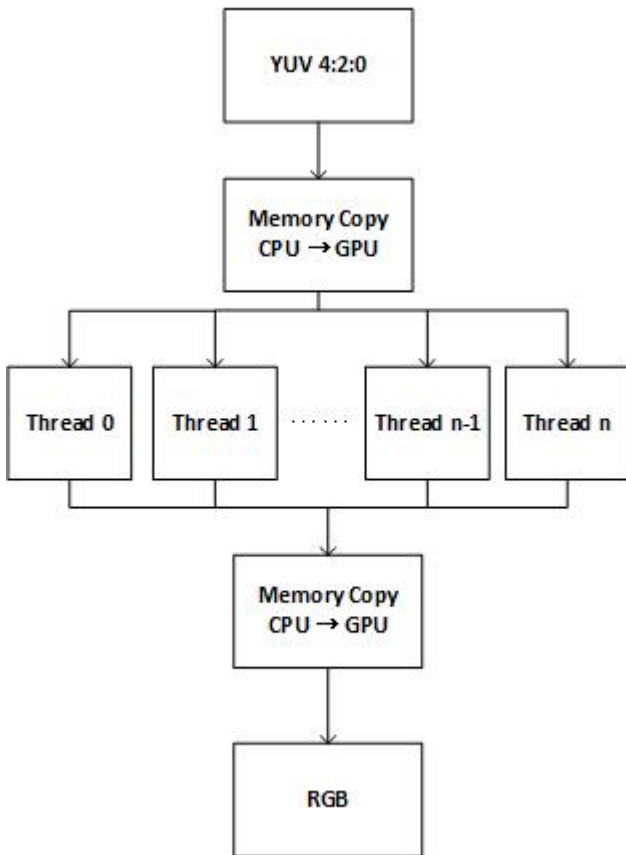 YUV 4:2:0
Memory Copy
CPU → GPU
Thread 0
Thread 1
......
Thread n-1
Thread n
Memory Copy
CPU → GPU
RGB